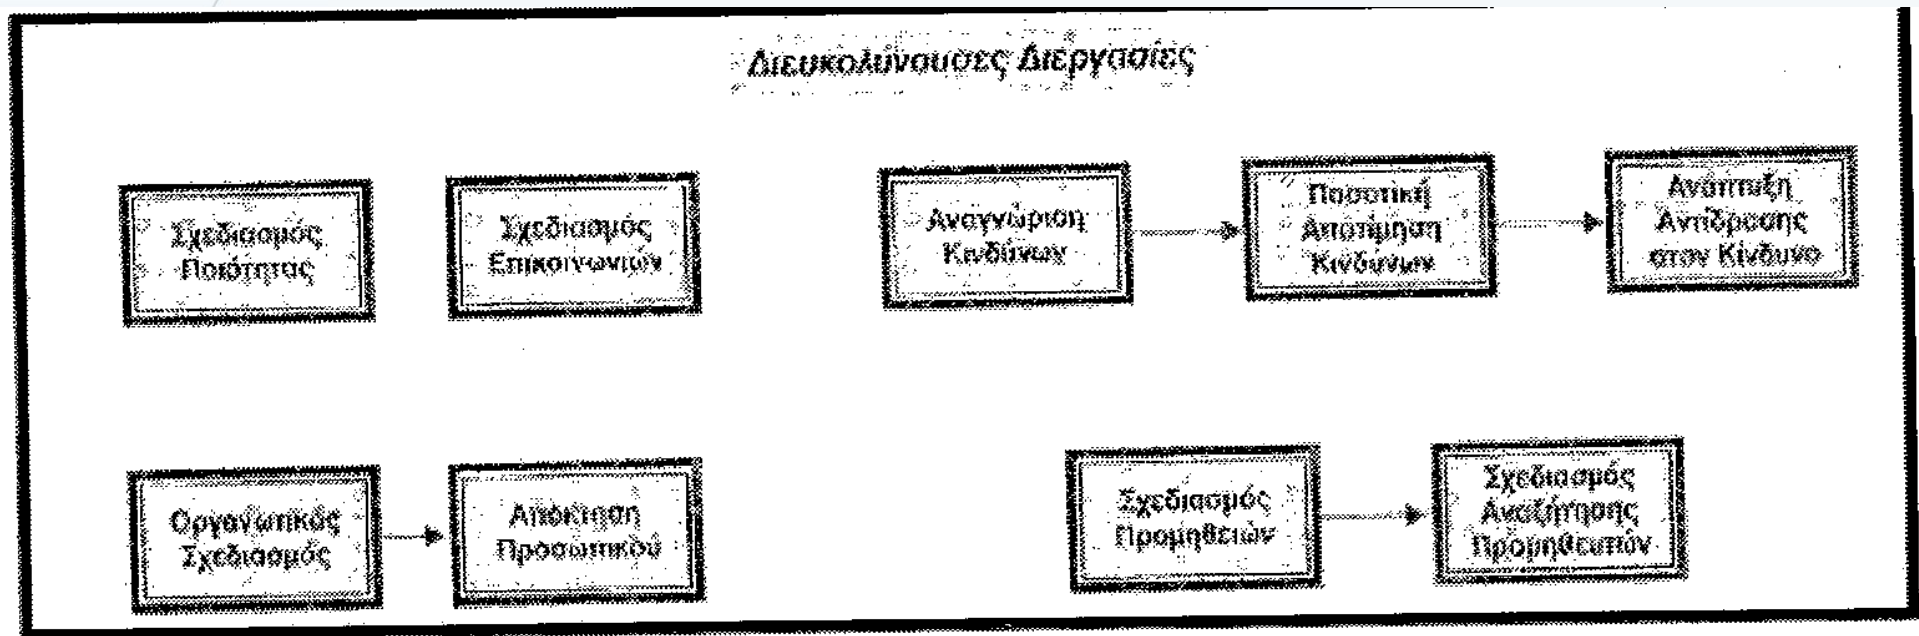 Διευκολύνουσες Διεργασίες
Σχεδιασμός
Ποιότητας
Σχεδιασμός
Επικοινωνιών
Αναγνώριση
Κινδύνων
Ποσοτική
Αποτίμηση
Κινδύνων
Ανάπτυξη
Αντίδρασης
στον Κίνδυνο
Οργανωτικός
Σχεδιασμός
Απόκτηση
Προσωπικού
Σχεδιασμός
Προμηθειών
Σχεδιασμός
Αναζήτησης
Προμηθευτών